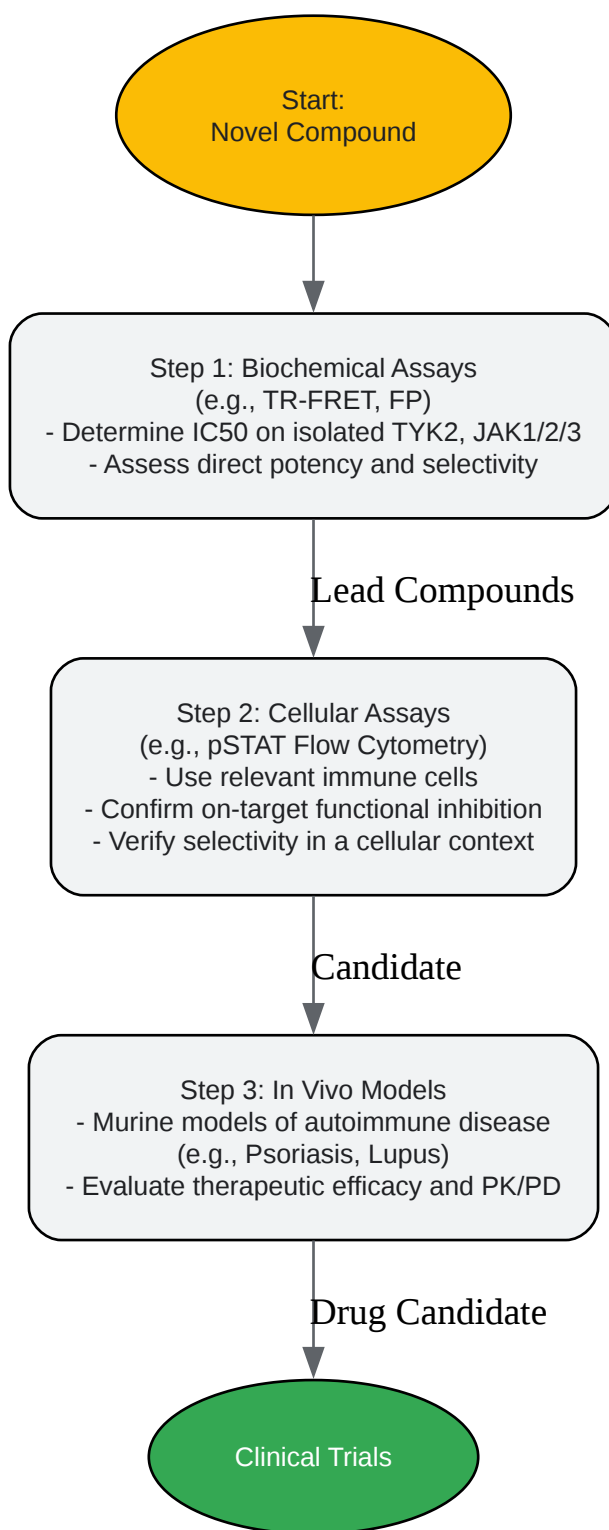 Start:
Novel Compound
Step 1: Biochemical Assays
(e.g., TR-FRET, FP)
- Determine IC50 on isolated TYK2, JAK1/2/3
- Assess direct potency and selectivity
Lead Compounds
Step 2: Cellular Assays
(e.g., pSTAT Flow Cytometry)
- Use relevant immune cells
- Confirm on-target functional inhibition
- Verify selectivity in a cellular context
Candidate
Step 3: In Vivo Models
- Murine models of autoimmune disease
(e.g., Psoriasis, Lupus)
- Evaluate therapeutic efficacy and PK/PD
Drug Candidate
Clinical Trials